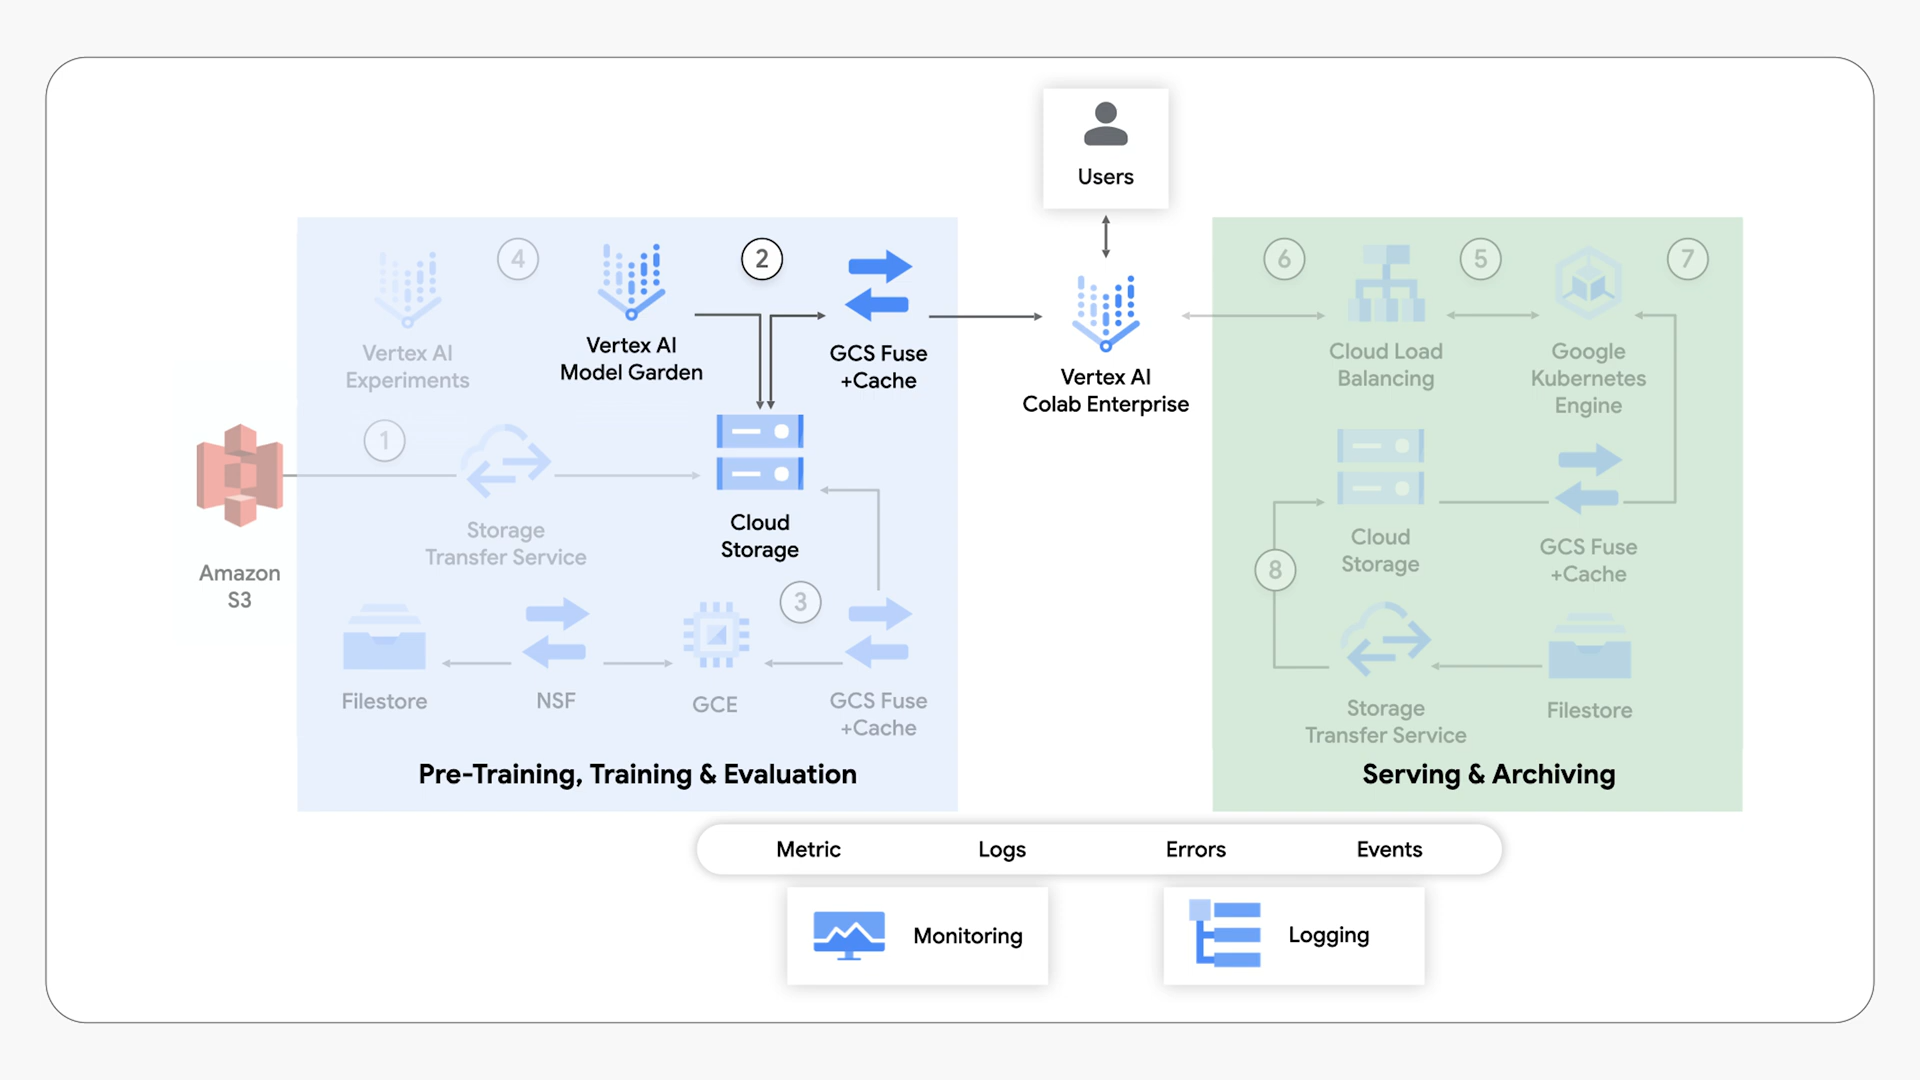 Users
4
2
6
5
7
Vertex AI
Experiments
Vertex AI
Model Garden
GCS Fuse
+Cache
Vertex AI
Colab Enterprise
Cloud Load
Balancing
Google
Kubernetes
Engine
1
Amazon
S3
Storage
Transfer Service
Cloud
Storage
Cloud
Storage
GCS Fuse
+Cache
8
3
Filestore
NSF
GCE
GCS Fuse
+Cache
Storage
Transfer Service
Filestore
Pre-Training, Training & Evaluation
Serving & Archiving
Metric
Logs
Errors
Events
Monitoring
Logging